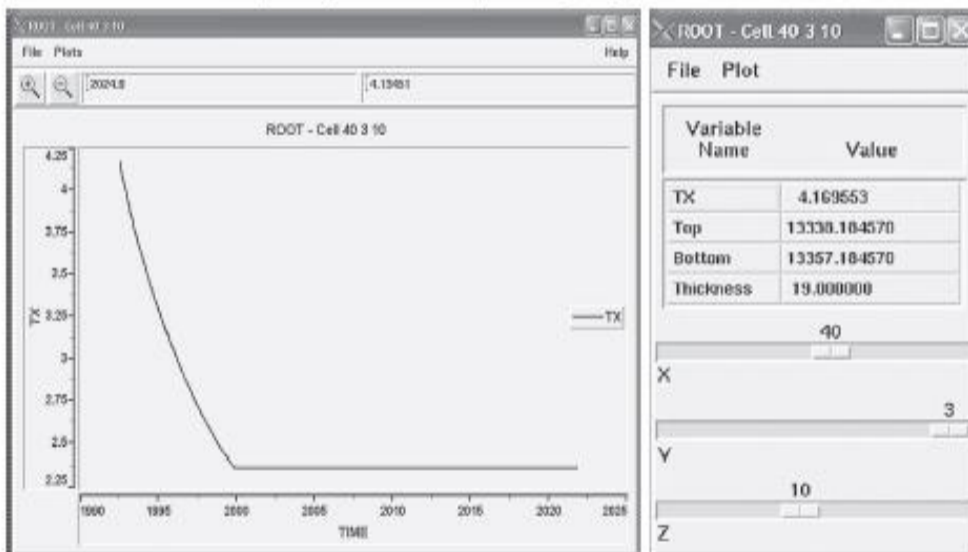 ROOT - Cell 40 3 10
File Plots Help
2024.8 4.13451
ROOT - Cell 40 3 10
4.25
4
3.75
3.5
3.25
3
2.75
2.5
2.25
TX
TX
1990 1995 2000 2005 2010 2015 2020 2025
TIME
ROOT - Cell 40 3 10
File Plot
Variable
Name Value
TX 4.169553
Top 13338.184570
Bottom 13357.184570
Thickness 19.000000
40
X
3
Y
10
Z